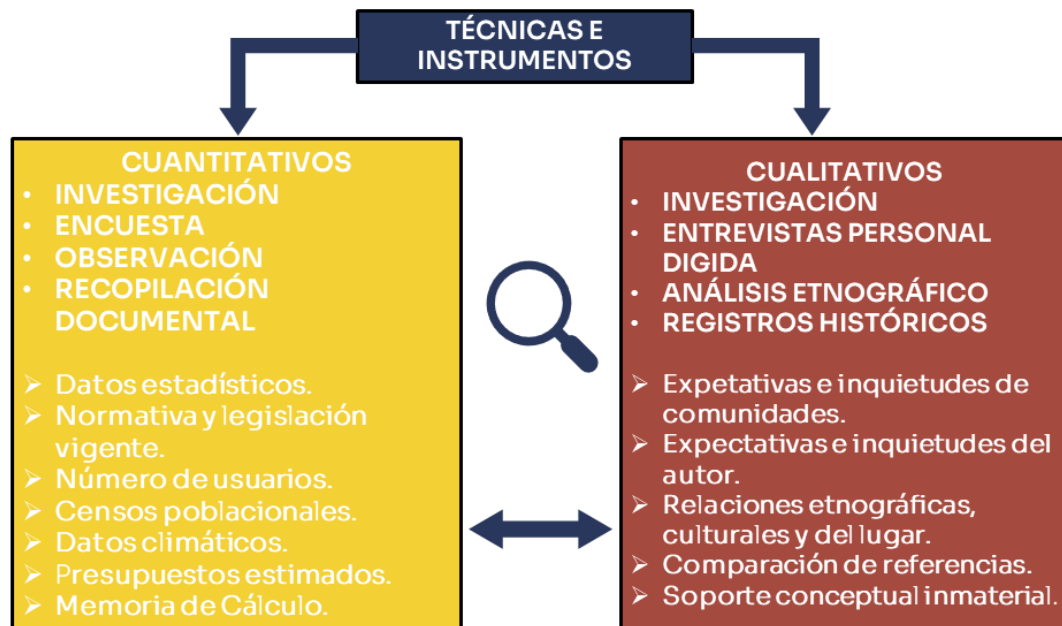 TÉCNICAS E
INSTRUMENTOS
CUANTITATIVOS
• INVESTIGACIÓN
• ENCUESTA
• OBSERVACIÓN
• RECOPILACIÓN
DOCUMENTAL
➢ Datos estadísticos.
➢ Normativa y legislación
vigente.
➢ Número de usuarios.
➢ Censos poblacionales.
➢ Datos climáticos.
➢ Presupuestos estimados.
➢ Memoria de Cálculo.
CUALITATIVOS
• INVESTIGACIÓN
• ENTREVISTAS PERSONAL
DIGIDA
• ANÁLISIS ETNOGRÁFICO
• REGISTROS HISTÓRICOS
➢ Expetativas e inquietudes de
comunidades.
➢ Expectativas e inquietudes del
autor.
➢ Relaciones etnográficas,
culturales y del lugar.
➢ Comparación de referencias.
➢ Soporte conceptual inmaterial.